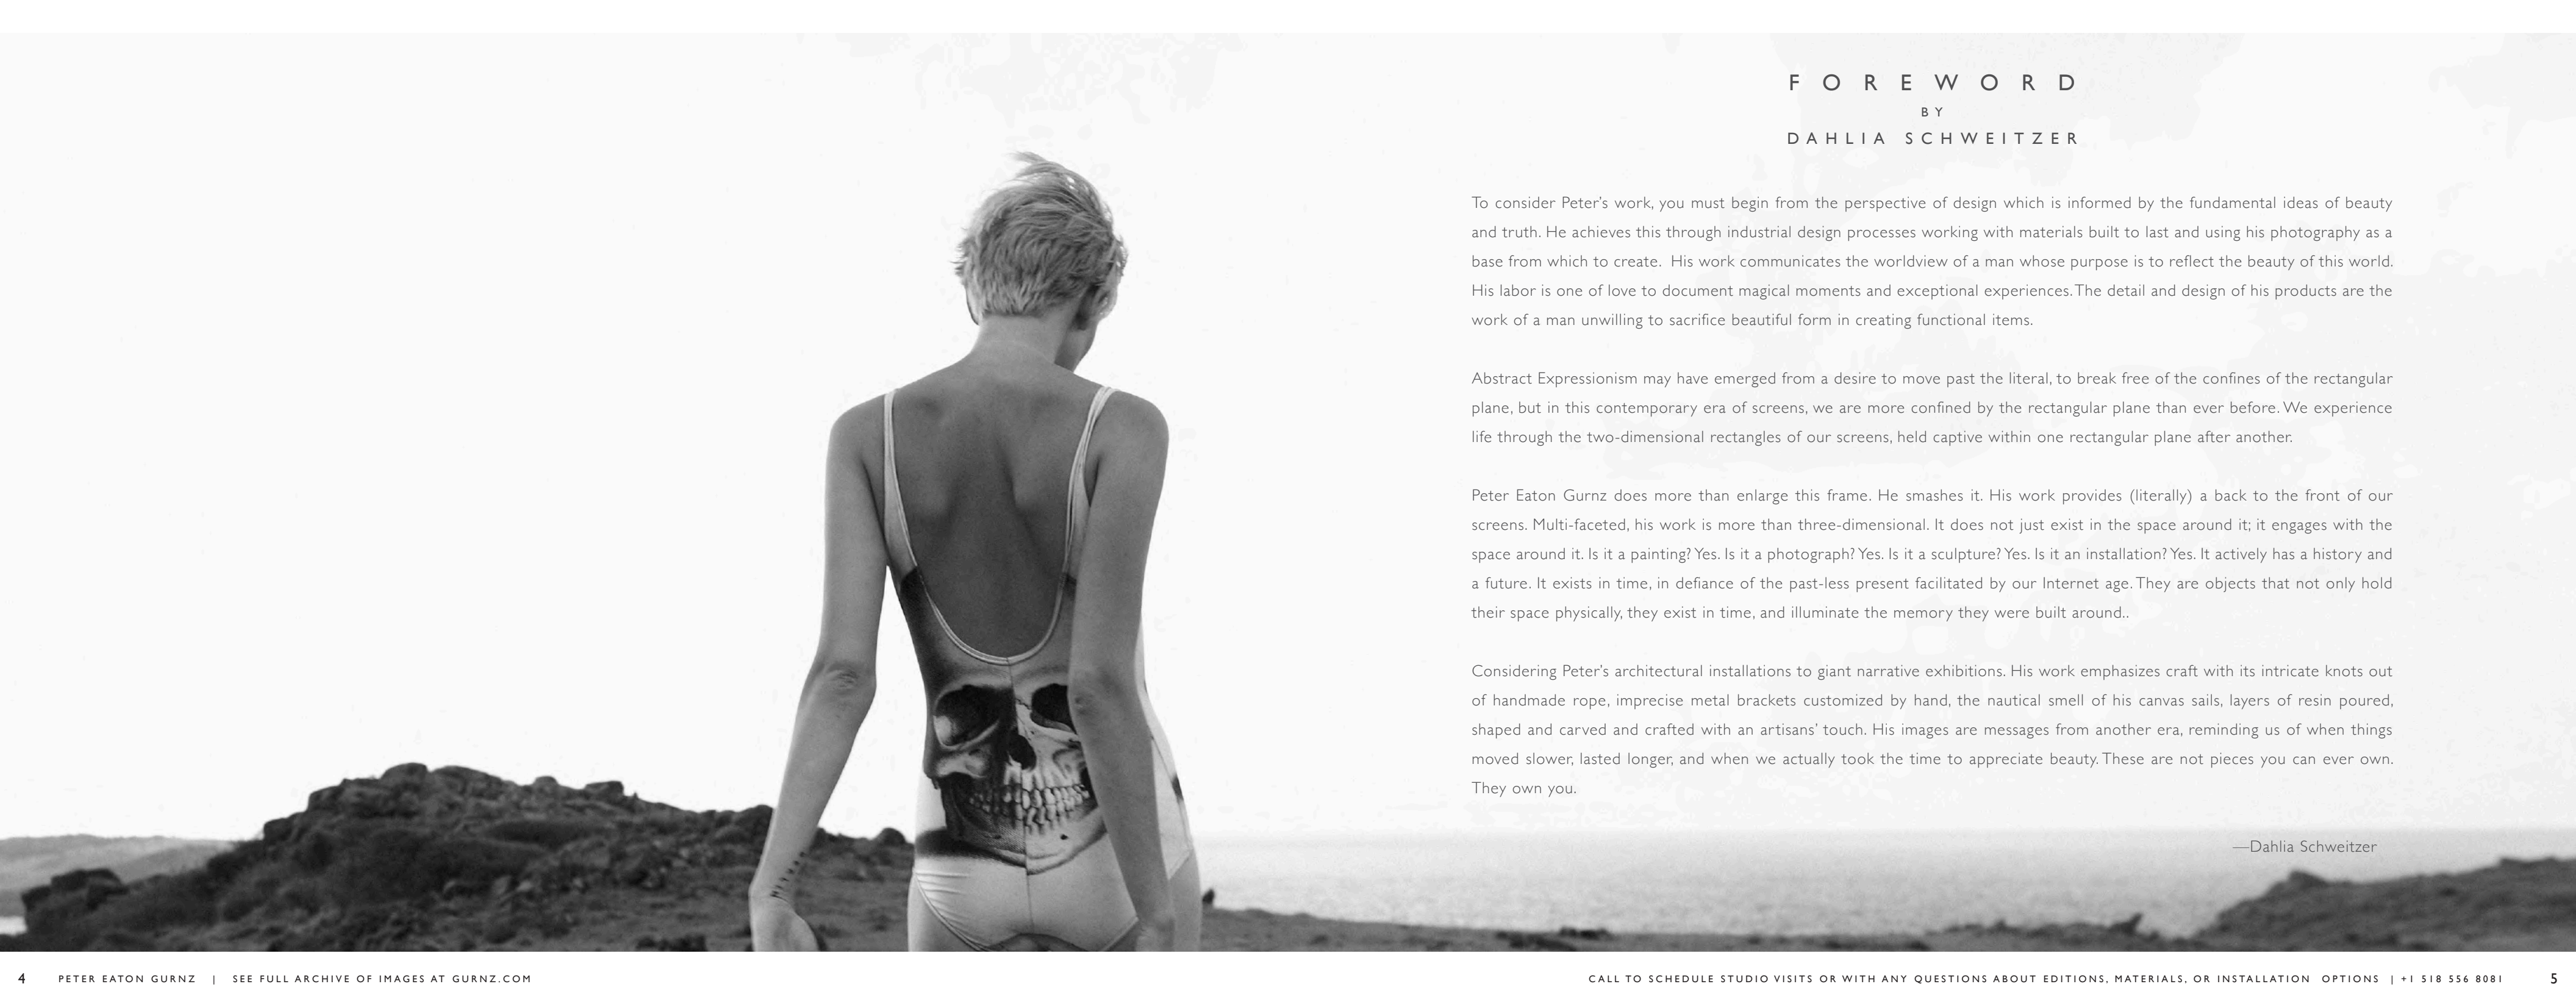 FOREWORD
BY
DAHLIA SCHWEITZER
To consider Peter's work, you must begin from the perspective of design which is informed by the fundamental ideas of beauty
and truth. He achieves this through industrial design processes working with materials built to last and using his photography as a
base from which to create.  His work communicates the worldview of a man whose purpose is to reflect the beauty of this world.
His labor is one of love to document magical moments and exceptional experiences. The detail and design of his products are the
work of a man unwilling to sacrifice beautiful form in creating functional items.
Abstract Expressionism may have emerged from a desire to move past the literal, to break free of the confines of the rectangular
plane, but in this contemporary era of screens, we are more confined by the rectangular plane than ever before. We experience
life through the two-dimensional rectangles of our screens, held captive within one rectangular plane after another.
Peter Eaton Gurnz does more than enlarge this frame. He smashes it. His work provides (literally) a back to the front of our
screens. Multi-faceted, his work is more than three-dimensional. It does not just exist in the space around it; it engages with the
space around it. Is it a painting? Yes. Is it a photograph? Yes. Is it a sculpture? Yes. Is it an installation? Yes. It actively has a history and
a future. It exists in time, in defiance of the past-less present facilitated by our Internet age. They are objects that not only hold
their space physically, they exist in time, and illuminate the memory they were built around..
Considering Peter's architectural installations to giant narrative exhibitions. His work emphasizes craft with its intricate knots out
of handmade rope, imprecise metal brackets customized by hand, the nautical smell of his canvas sails, layers of resin poured,
shaped and carved and crafted with an artisans' touch. His images are messages from another era, reminding us of when things
moved slower, lasted longer, and when we actually took the time to appreciate beauty. These are not pieces you can ever own.
They own you.
—Dahlia Schweitzer
4 PETER EATON GURNZ | SEE FULL ARCHIVE OF IMAGES AT GURNZ.COM
CALL TO SCHEDULE STUDIO VISITS OR WITH ANY QUESTIONS ABOUT EDITIONS, MATERIALS, OR INSTALLATION OPTIONS | +1 518 556 8081 5